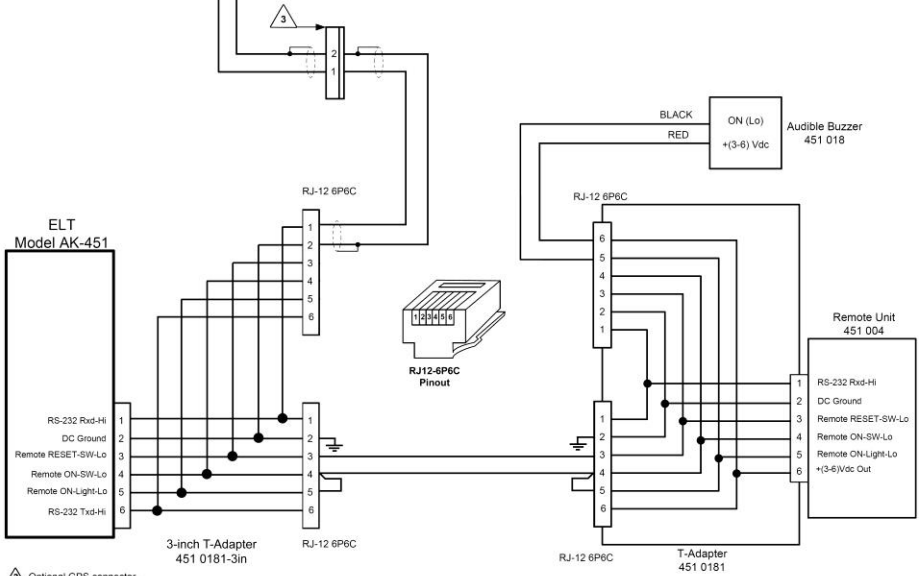 3
2
1
BLACK
RED
ON (Lo)
+(3-6) Vdc
Audible Buzzer
451 018
RJ-12 6P6C
1
2
3
4
5
6
RJ-12 6P6C
6
5
4
3
2
1
ELT
Model AK-451
1 2 3 4 5 6
RJ12-6P6C
Pinout
Remote Unit
451 004
RS-232 Rxd-Hi 1
DC Ground 2
Remote RESET-SW-Lo 3
Remote ON-SW-Lo 4
Remote ON-Light-Lo 5
RS-232 Txd-Hi 6
1
2
3
4
5
6
1
2
3
4
5
6
1 RS-232 Rxd-Hi
2 DC Ground
3 Remote RESET-SW-Lo
4 Remote ON-SW-Lo
5 Remote ON-Light-Lo
6 +(3-6)Vdc Out
3-inch T-Adapter
451 0181-3in
RJ-12 6P6C
RJ-12 6P6C
T-Adapter
451 0181
Optional GPS connector